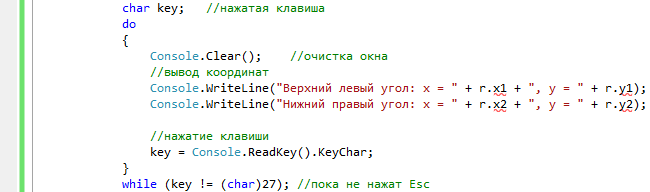 char key;   //нажатая клавиша
do
{
Console.Clear();    //очистка окна
//вывод координат
Console.WriteLine("Верхний левый угол: x = " + r.x1 + ", y = " + r.y1);
Console.WriteLine("Нижний правый угол: x = " + r.x2 + ", y = " + r.y2);
//нажатие клавиши
key = Console.ReadKey().KeyChar;
}
while (key != (char)27); //пока не нажат Esc